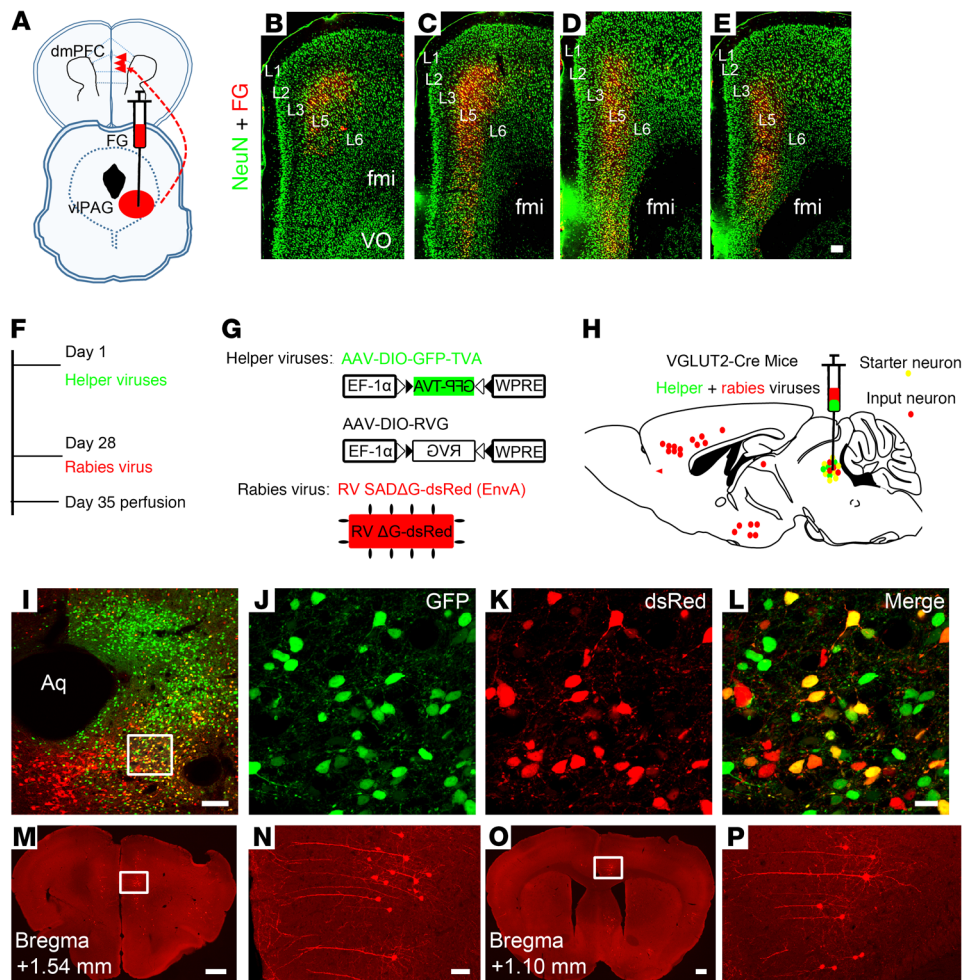 A
dmPFC
FG
vlPAG
NeuN + FG
B
L1
L2
L3
L5
L6
fmi
VO
C
L1
L2
L3
L5
L6
fmi
D
L1
L2
L3
L5
L6
fmi
E
L1
L2
L3
L5
L6
fmi
F
Day 1
Helper viruses
Day 28
Rabies virus
Day 35 perfusion
G
Helper viruses: AAV-DIO-GFP-TVA
EF-1α GFP-TVA WPRE
AAV-DIO-RVG
EF-1α RVG WPRE
Rabies virus: RV SADΔG-dsRed (EnvA)
RV ΔG-dsRed
H
VGLUT2-Cre Mice
Helper + rabies viruses
Starter neuron
Input neuron
I
Aq
J
GFP
K
dsRed
L
Merge
M
Bregma
+1.54 mm
N
O
Bregma
+1.10 mm
P